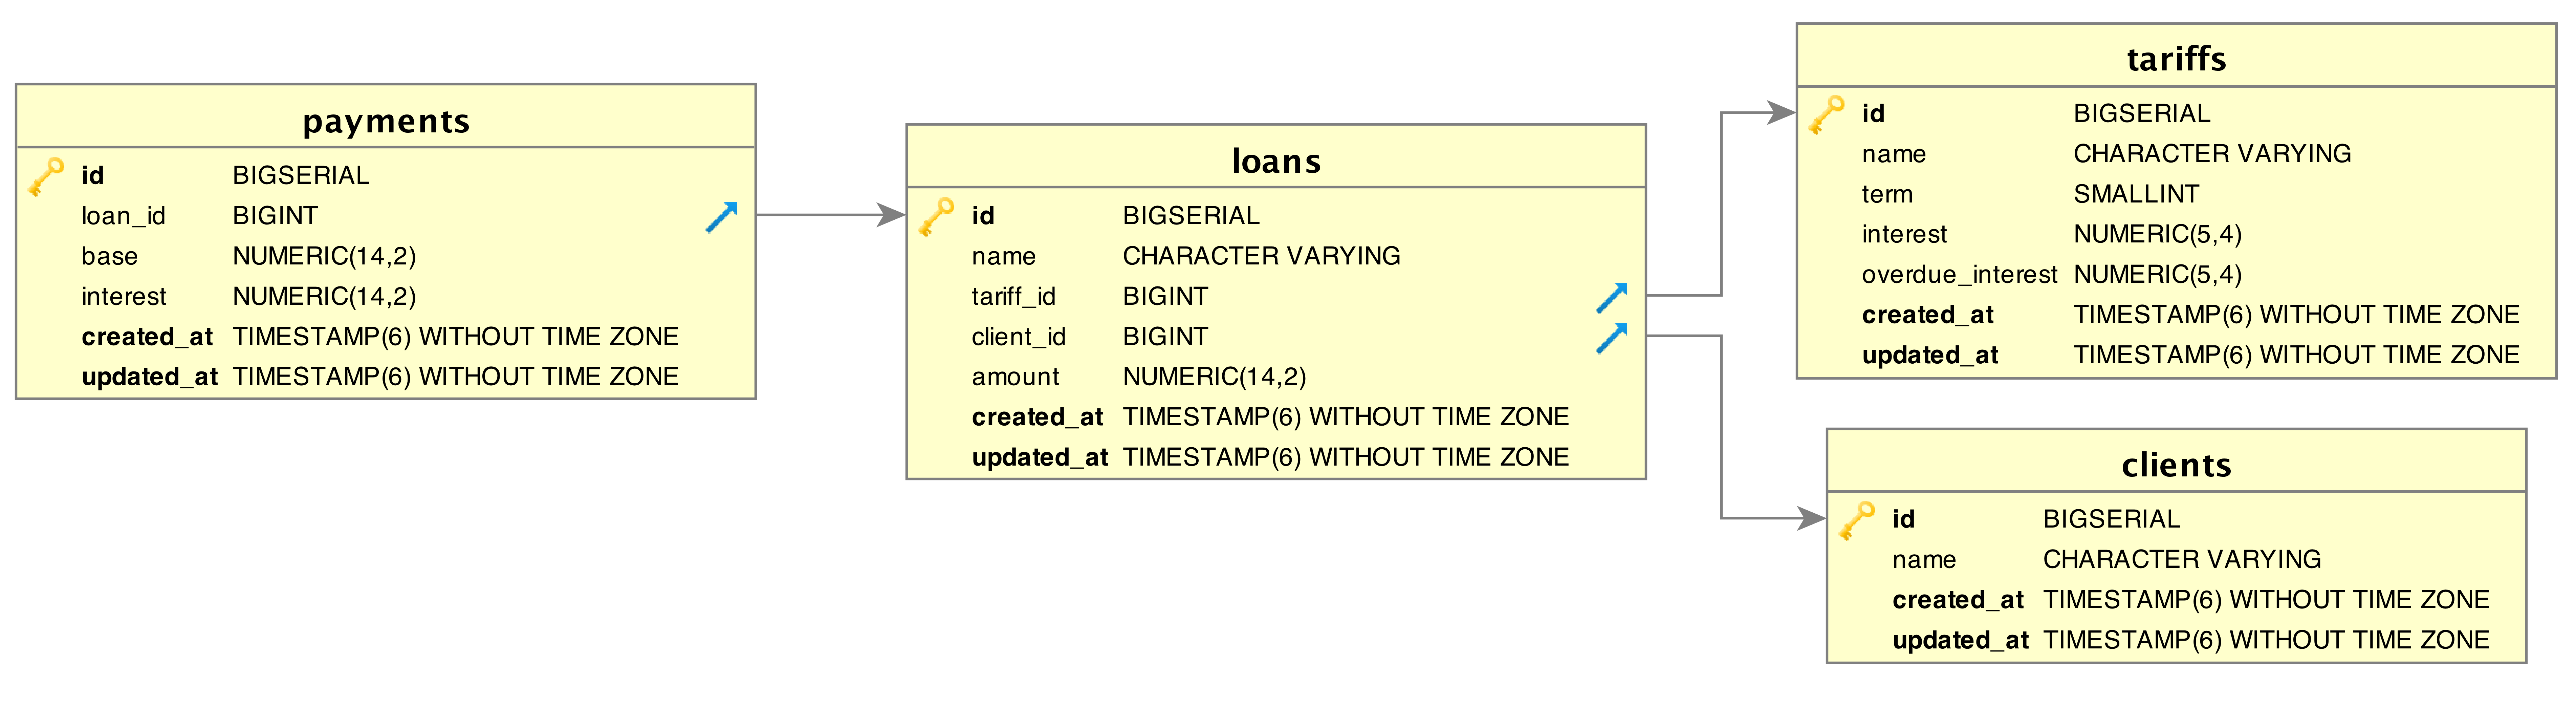 payments
id BIGSERIAL
loan_id BIGINT
base NUMERIC(14,2)
interest NUMERIC(14,2)
created_at TIMESTAMP(6) WITHOUT TIME ZONE
updated_at TIMESTAMP(6) WITHOUT TIME ZONE
loans
id BIGSERIAL
name CHARACTER VARYING
tariff_id BIGINT
client_id BIGINT
amount NUMERIC(14,2)
created_at TIMESTAMP(6) WITHOUT TIME ZONE
updated_at TIMESTAMP(6) WITHOUT TIME ZONE
tariffs
id BIGSERIAL
name CHARACTER VARYING
term SMALLINT
interest NUMERIC(5,4)
overdue_interest NUMERIC(5,4)
created_at TIMESTAMP(6) WITHOUT TIME ZONE
updated_at TIMESTAMP(6) WITHOUT TIME ZONE
clients
id BIGSERIAL
name CHARACTER VARYING
created_at TIMESTAMP(6) WITHOUT TIME ZONE
updated_at TIMESTAMP(6) WITHOUT TIME ZONE